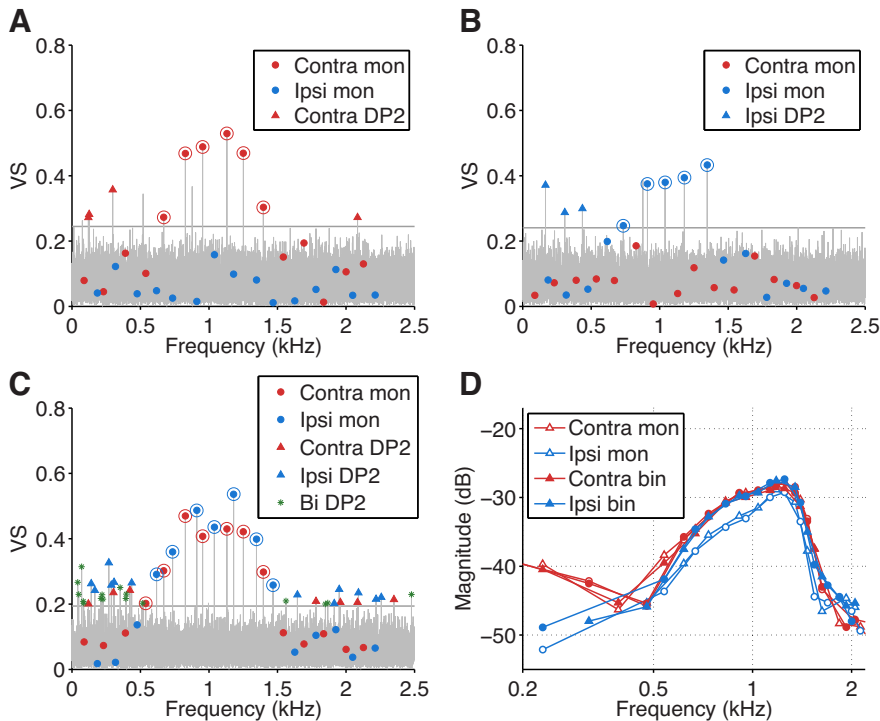 A
0.8
0.6
0.4
0.2
0
VS
Contra mon
Ipsi mon
Contra DP2
0 0.5 1 1.5 2 2.5
Frequency (kHz)
B
0.8
0.6
0.4
0.2
0
VS
Contra mon
Ipsi mon
Ipsi DP2
0 0.5 1 1.5 2 2.5
Frequency (kHz)
C
0.8
0.6
0.4
0.2
0
VS
Contra mon
Ipsi mon
Contra DP2
Ipsi DP2
Bi DP2
0 0.5 1 1.5 2 2.5
Frequency (kHz)
D
−20
−30
−40
−50
Magnitude (dB)
Contra mon
Ipsi mon
Contra bin
Ipsi bin
0.2 0.5 1 2
Frequency (kHz)